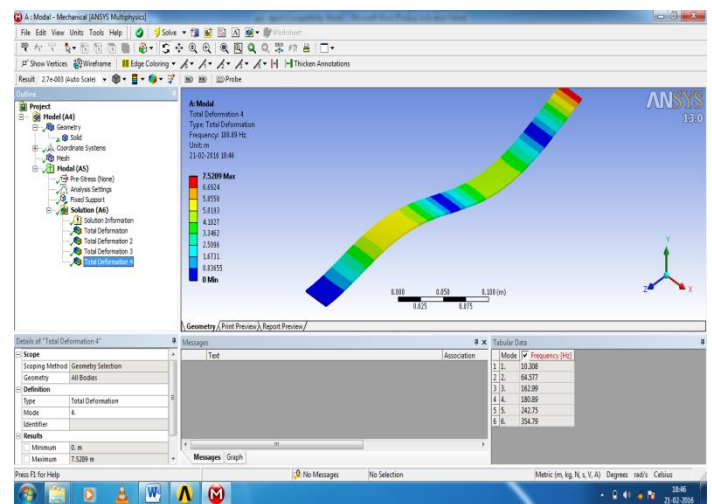 A : Modal - Mechanical [ANSYS Multiphysics]
File Edit View Units Tools Help Solve Worksheet
Show Vertices Wireframe Edge Coloring Thicken Annotations
Result 2.7e-003 (Auto Scale) Probe
Outline
Project
Model (A4)
Geometry
Solid
Coordinate Systems
Mesh
Modal (A5)
Pre-Stress (None)
Analysis Settings
Fixed Support
Solution (A6)
Solution Information
Total Deformation
Total Deformation 2
Total Deformation 3
Total Deformation 4
A: Modal
Total Deformation 4
Type: Total Deformation
Frequency: 180.89 Hz
Unit: m
21-02-2016 18:46
7.5289 Max
6.6924
5.8558
5.0193
4.1827
3.3462
2.5096
1.6731
0.83655
0 Min
ANSYS
13.0
0.000 0.050 0.100 (m)
0.025 0.075
Y
Z X
Geometry Print Preview Report Preview
Details of "Total Deformation 4"
Scope
Scoping Method Geometry Selection
Geometry All Bodies
Definition
Type Total Deformation
Mode 4.
Identifier
Results
Minimum 0. m
Maximum 7.5289 m
Messages
Text Association
Messages Graph
Tabular Data
Mode Frequency [Hz]
1 1. 10.308
2 2. 64.577
3 3. 162.99
4 4. 180.89
5 5. 242.75
6 6. 354.79
Press F1 for Help No Messages No Selection Metric (m, kg, N, s, V, A) Degrees rad/s Celsius
18:46
21-02-2016